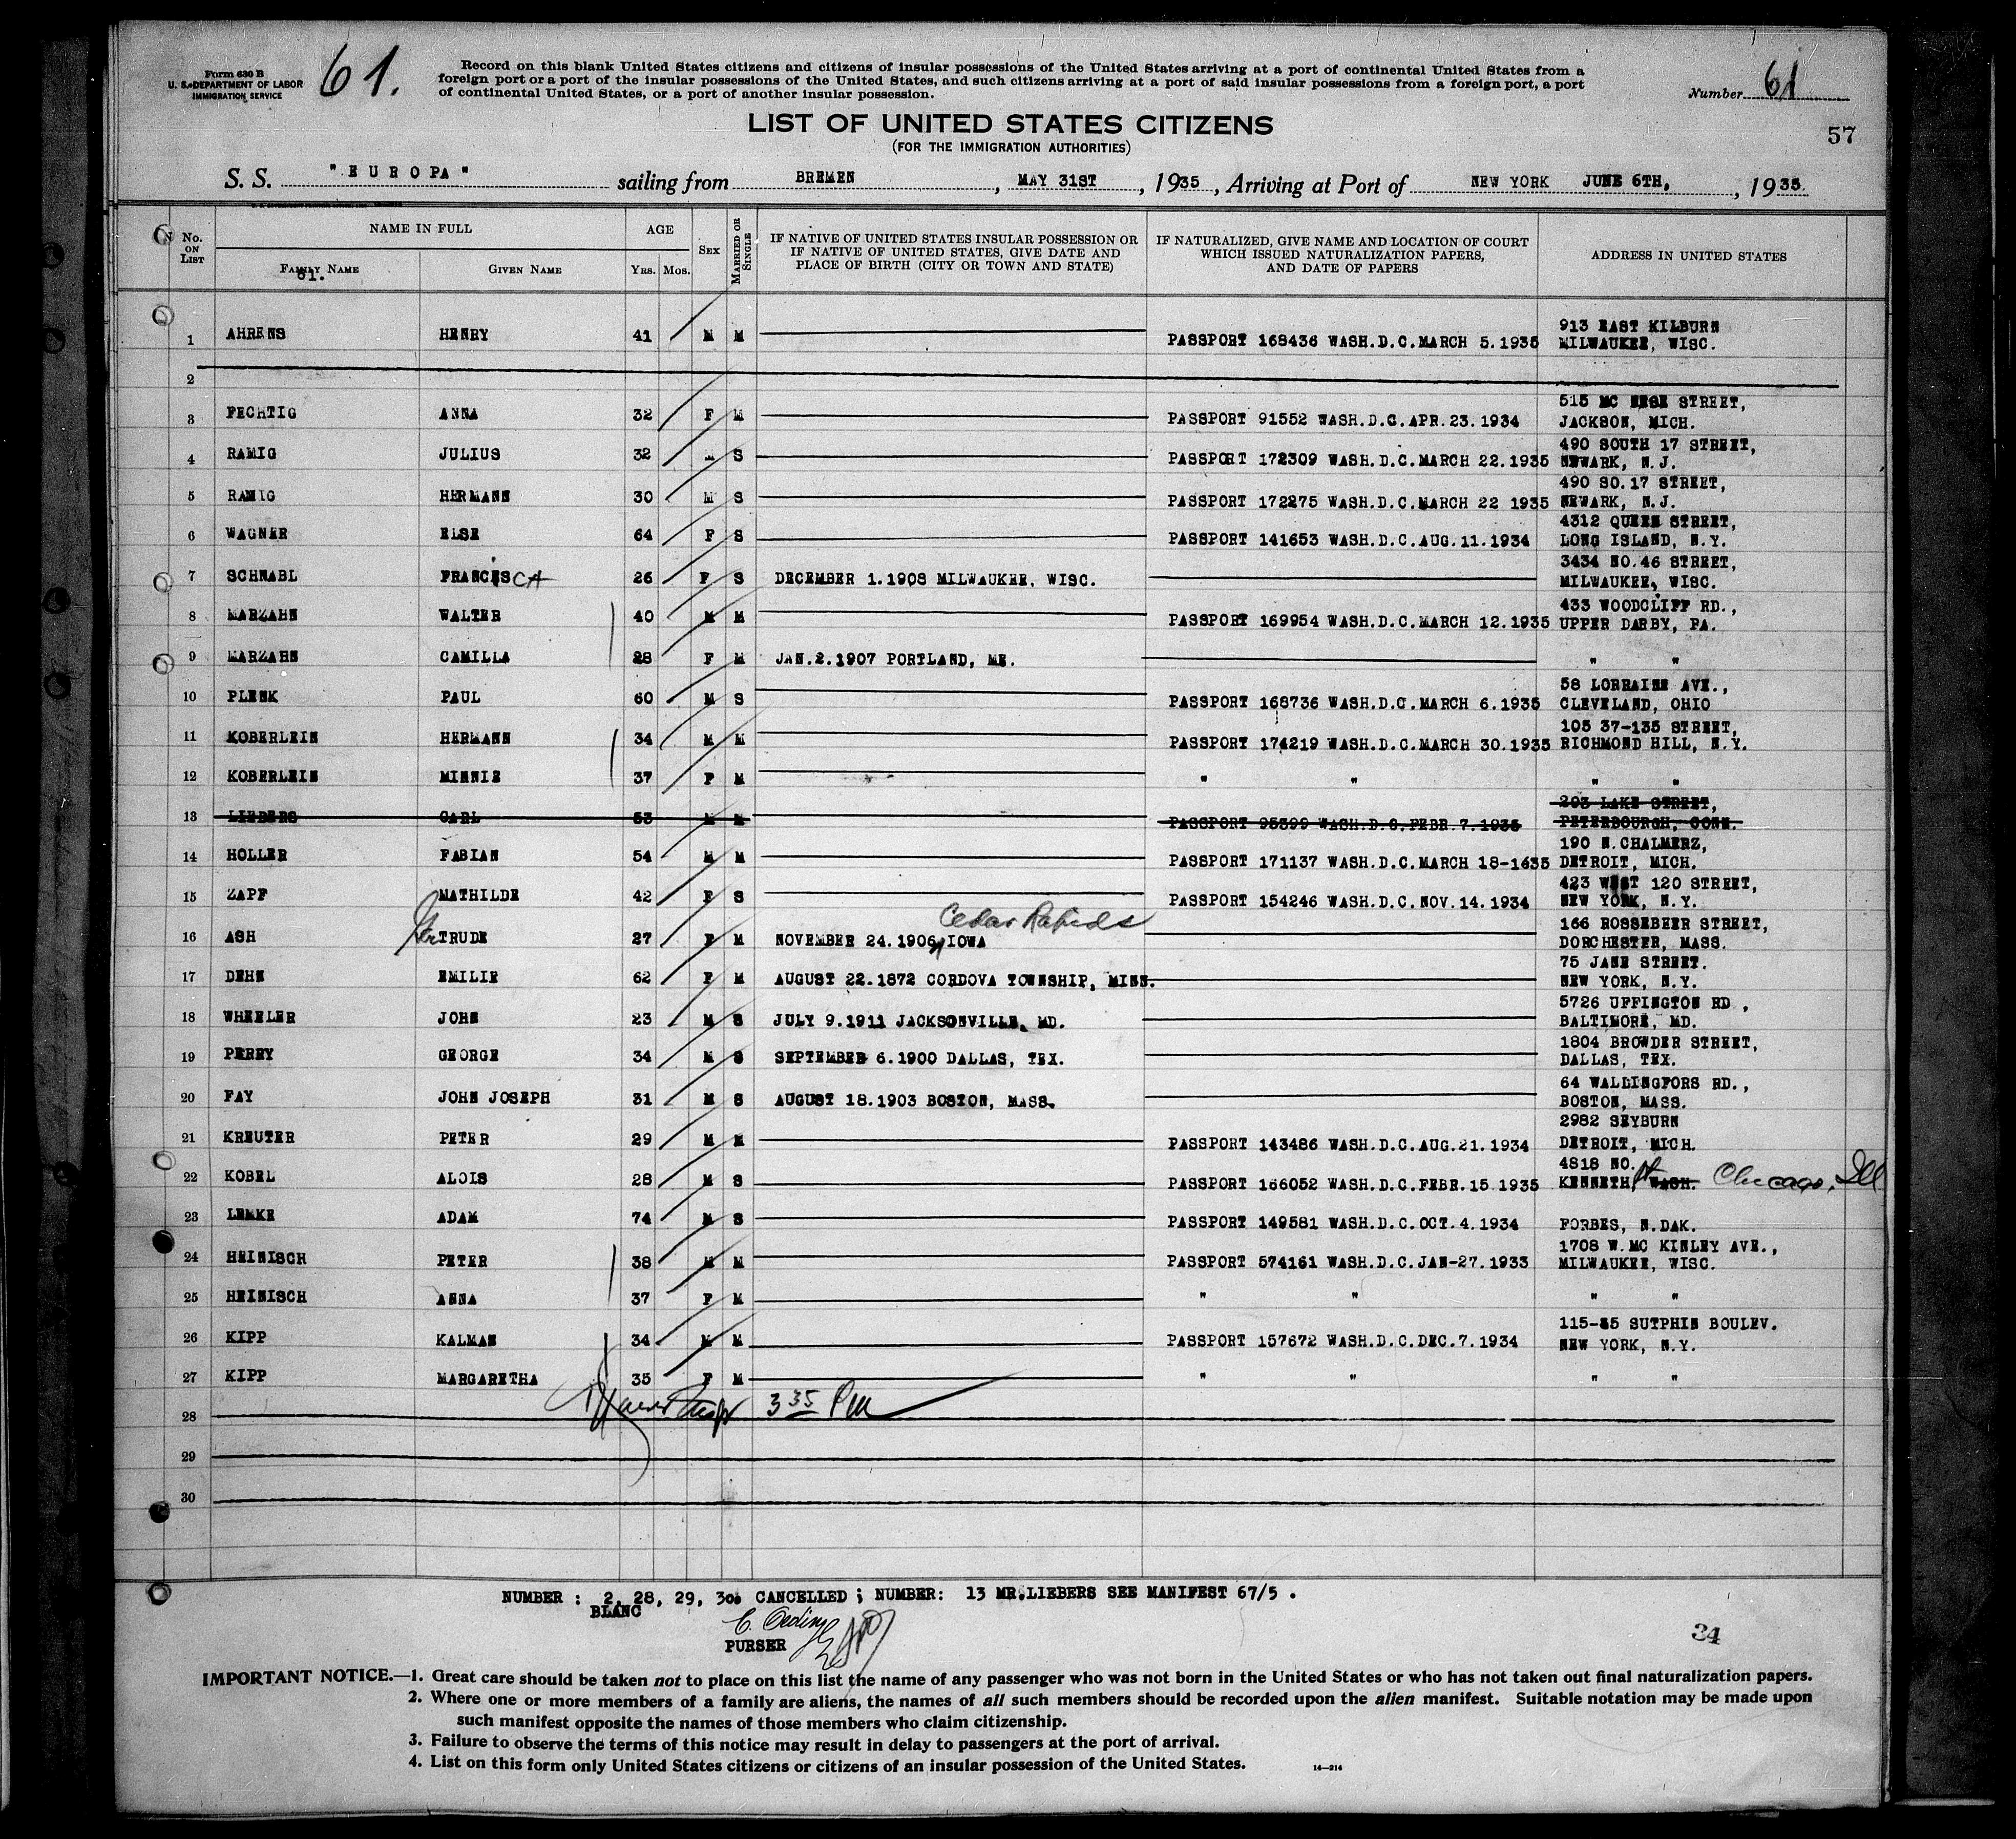 Form 630 B
U. S. DEPARTMENT OF LABOR
IMMIGRATION SERVICE
61.
Record on this blank United States citizens and citizens of insular possessions of the United States arriving at a port of continental United States from a
foreign port or a port of the insular possessions of the United States, and such citizens arriving at a port of said insular possessions from a foreign port, a port
of continental United States, or a port of another insular possession.
Number 61
LIST OF UNITED STATES CITIZENS
(FOR THE IMMIGRATION AUTHORITIES)
57
S. S. "EUROPA" sailing from BREMEN, MAY 31ST, 1935, Arriving at Port of NEW YORK JUNE 6TH, 1935.
No. ON LIST
NAME IN FULL
FAMILY NAME
61.
GIVEN NAME
AGE
YRS. MOS.
SEX
MARRIED OR SINGLE
IF NATIVE OF UNITED STATES INSULAR POSSESSION OR
IF NATIVE OF UNITED STATES, GIVE DATE AND
PLACE OF BIRTH (CITY OR TOWN AND STATE)
IF NATURALIZED, GIVE NAME AND LOCATION OF COURT
WHICH ISSUED NATURALIZATION PAPERS,
AND DATE OF PAPERS
ADDRESS IN UNITED STATES
1 AHRENS HENRY 41 M M PASSPORT 168436 WASH.D.C.MARCH 5.1935 913 EAST KILBURN
MILWAUKEE, WISC.
2
3 FECHTIG ANNA 32 F M PASSPORT 91552 WASH.D.C.APR.23.1934 515 MC STREET,
JACKSON, MICH.
4 RAMIG JULIUS 32 S PASSPORT 172309 WASH.D.C.MARCH 22.1935 490 SOUTH 17 STREET,
NEWARK, N.J.
5 RAMIG HERMANN 30 M S PASSPORT 172275 WASH.D.C.MARCH 22 1935 490 SO.17 STREET,
NEWARK, N.J.
6 WAGNER ELSE 64 F S PASSPORT 141653 WASH.D.C.AUG.11.1934 4312 QUEEN STREET,
LONG ISLAND, N.Y.
7 SCHNABL FRANCISCA 26 F S DECEMBER 1.1908 MILWAUKEE, WISC. 3434 NO.46 STREET,
MILWAUKEE, WISC.
8 MARZAHN WALTER 40 M M PASSPORT 169954 WASH.D.C.MARCH 12.1935 433 WOODCLIFF RD.,
UPPER DARBY, PA.
9 MARZAHN CAMILLA 28 F M JAN.2.1907 PORTLAND, ME. " "
10 PLENK PAUL 60 M S PASSPORT 168736 WASH.D.C.MARCH 6.1935 58 LORRAINE AVE.,
CLEVELAND, OHIO
11 KOBERLEIN HERMANN 34 M M PASSPORT 174219 WASH.D.C.MARCH 30.1935 105 37-135 STREET,
RICHMOND HILL, N.Y.
12 KOBERLEIN MINNIE 37 F M " " " "
13 LIEBERS CARL 53 M M PASSPORT 95399 WASH.D.C.FEBR.7.1935 293 LAKE STREET,
PETERBOURGH, CONN.
14 HOLLER FABIAN 54 M M PASSPORT 171137 WASH.D.C.MARCH 18-1635 190 N.CHALMERZ,
DETROIT, MICH.
15 ZAPF MATHILDE 42 F S PASSPORT 154246 WASH.D.C.NOV.14.1934 423 WEST 120 STREET,
NEW YORK, N.Y.
Cedar Rapids
16 ASH GerTRUDE 27 F M NOVEMBER 24.1906, IOWA 166 ROSSEBEER STREET,
DORCHESTER, MASS.
17 DEHN EMILIE 62 F M AUGUST 22.1872 CORDOVA TOWNSHIP, MINN. 75 JANE STREET.
NEW YORK, N.Y.
18 WHEELER JOHN 23 M S JULY 9.1911 JACKSONVILLE, MD. 5726 UFFINGTON RD,
BALTIMORE, MD.
19 PERRY GEORGE 34 M S SEPTEMBER 6.1900 DALLAS, TEX. 1804 BROWDER STREET,
DALLAS, TEX.
20 FAY JOHN JOSEPH 31 M S AUGUST 18.1903 BOSTON, MASS. 64 WALLINGFORS RD.,
BOSTON, MASS.
21 KREUTER PETER 29 M M PASSPORT 143486 WASH.D.C.AUG.21.1934 2982 SEYBURN
DETROIT, MICH.
22 KOBEL ALOIS 28 M S PASSPORT 166052 WASH.D.C.FEBR.15.1935 4818 NO.
KENNETH, WASH. Chicago, Ill
23 LEMKE ADAM 74 M S PASSPORT 149581 WASH.D.C.OCT.4.1934 FORBES, N.DAK.
24 HEINISCH PETER 38 M M PASSPORT 574161 WASH.D.C.JAN-27.1933 1708 W.MC KINLEY AVE.,
MILWAUKEE, WISC.
25 HEINISCH ANNA 37 F M " " " "
26 KIPP KALMAN 34 M M PASSPORT 157672 WASH.D.C.DEC.7.1934 115-85 SUTPHIN BOULEV.
NEW YORK, N.Y.
27 KIPP MARGARETHA 35 F M " " " "
28 3 35 PM
29
30
NUMBER : 2, 28, 29, 30. CANCELLED ; NUMBER: 13 MR.LIEBERS SEE MANIFEST 67/5 .
BLANC
PURSER
34
IMPORTANT NOTICE.—1. Great care should be taken not to place on this list the name of any passenger who was not born in the United States or who has not taken out final naturalization papers.
2. Where one or more members of a family are aliens, the names of all such members should be recorded upon the alien manifest. Suitable notation may be made upon
such manifest opposite the names of those members who claim citizenship.
3. Failure to observe the terms of this notice may result in delay to passengers at the port of arrival.
4. List on this form only United States citizens or citizens of an insular possession of the United States.
14—214